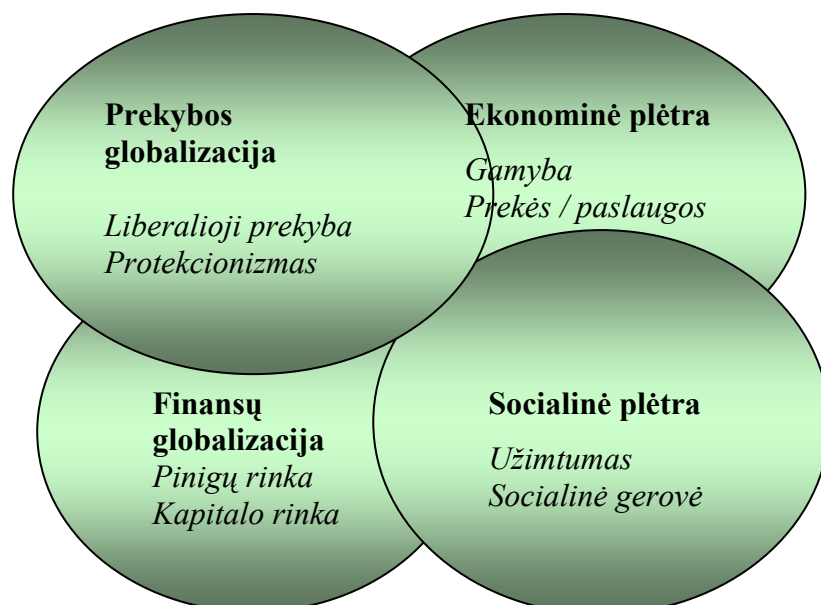 Prekybos
globalizacija
Liberalioji prekyba
Protekcionizmas
Ekonominė plėtra
Gamyba
Prekės / paslaugos
Finansų
globalizacija
Pinigų rinka
Kapitalo rinka
Socialinė plėtra
Užimtumas
Socialinė gerovė